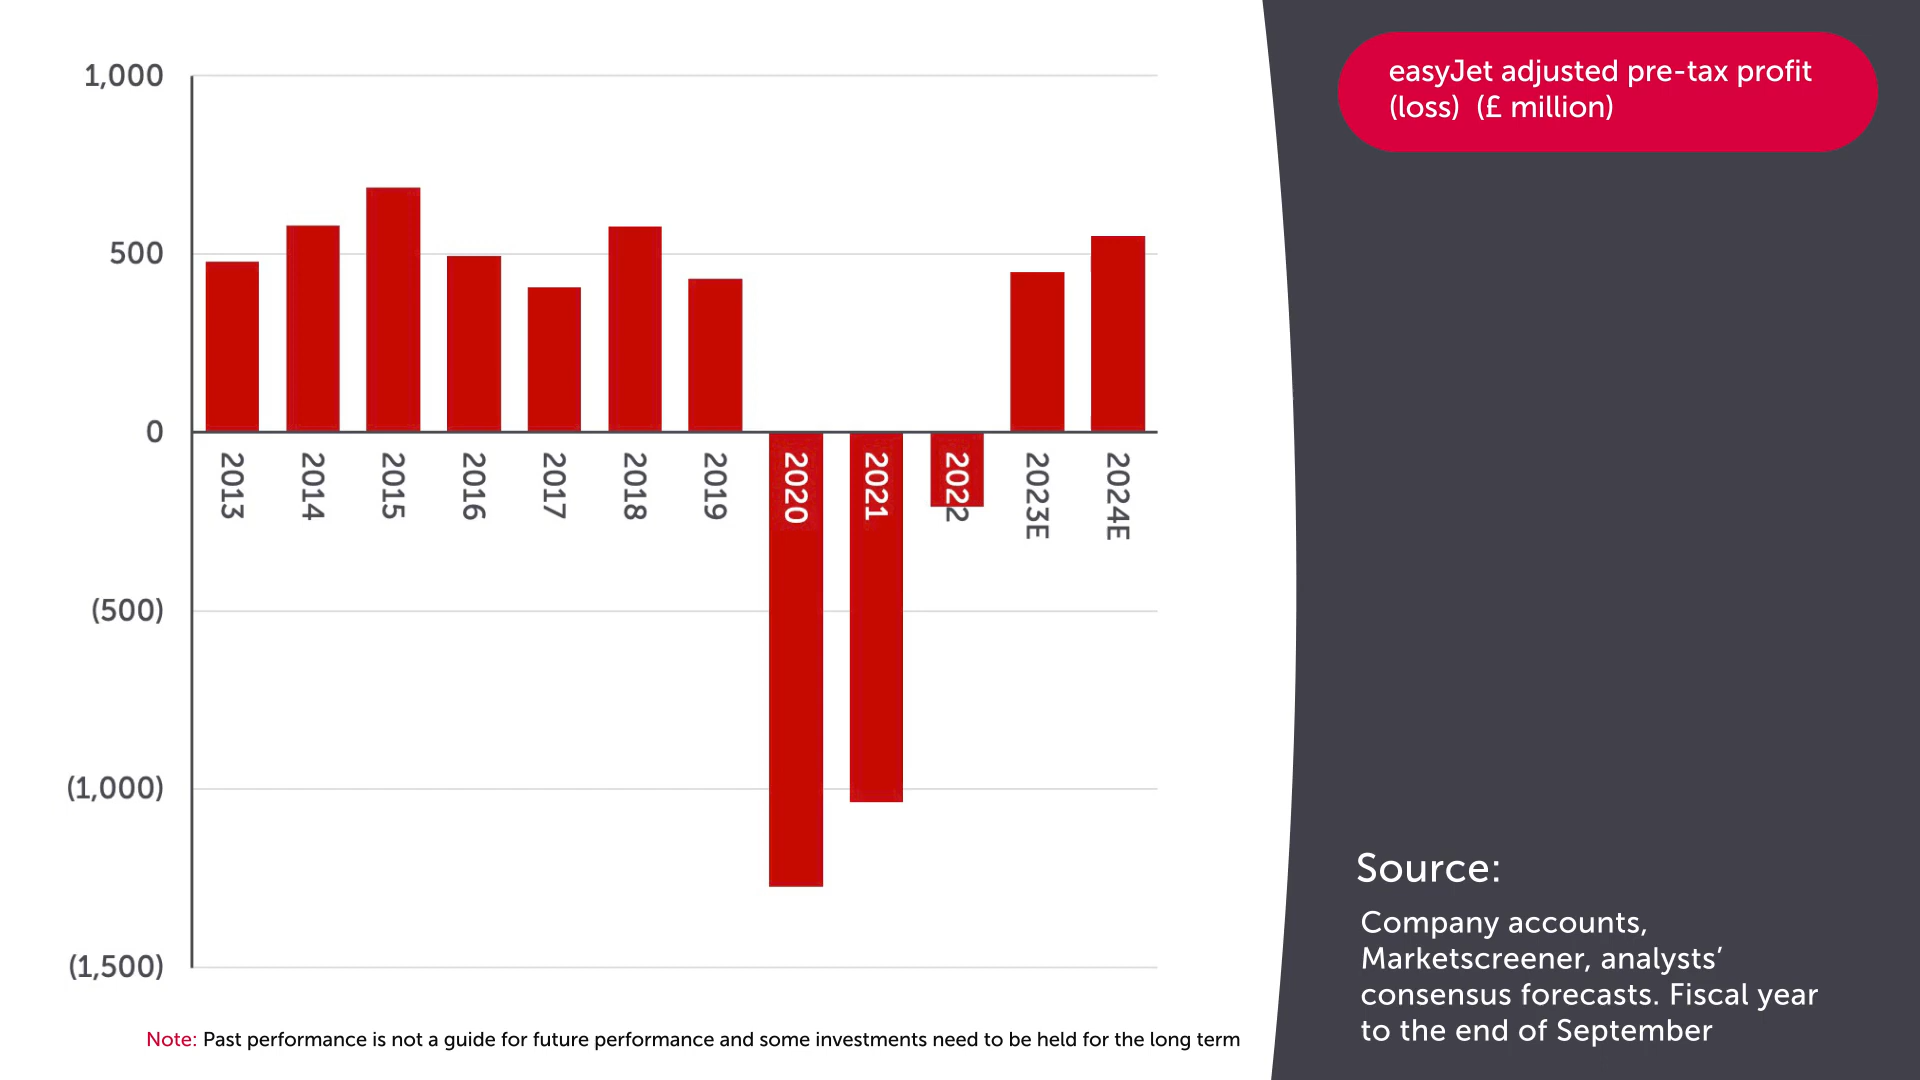 easyJet adjusted pre-tax profit
(loss)  (£ million)
1,000
500
0
(500)
(1,000)
(1,500)
2013
2014
2015
2016
2017
2018
2019
2020
2021
2022
2023E
2024E
Source:
Company accounts,
Marketscreener, analysts’
consensus forecasts. Fiscal year
to the end of September
Note: Past performance is not a guide for future performance and some investments need to be held for the long term